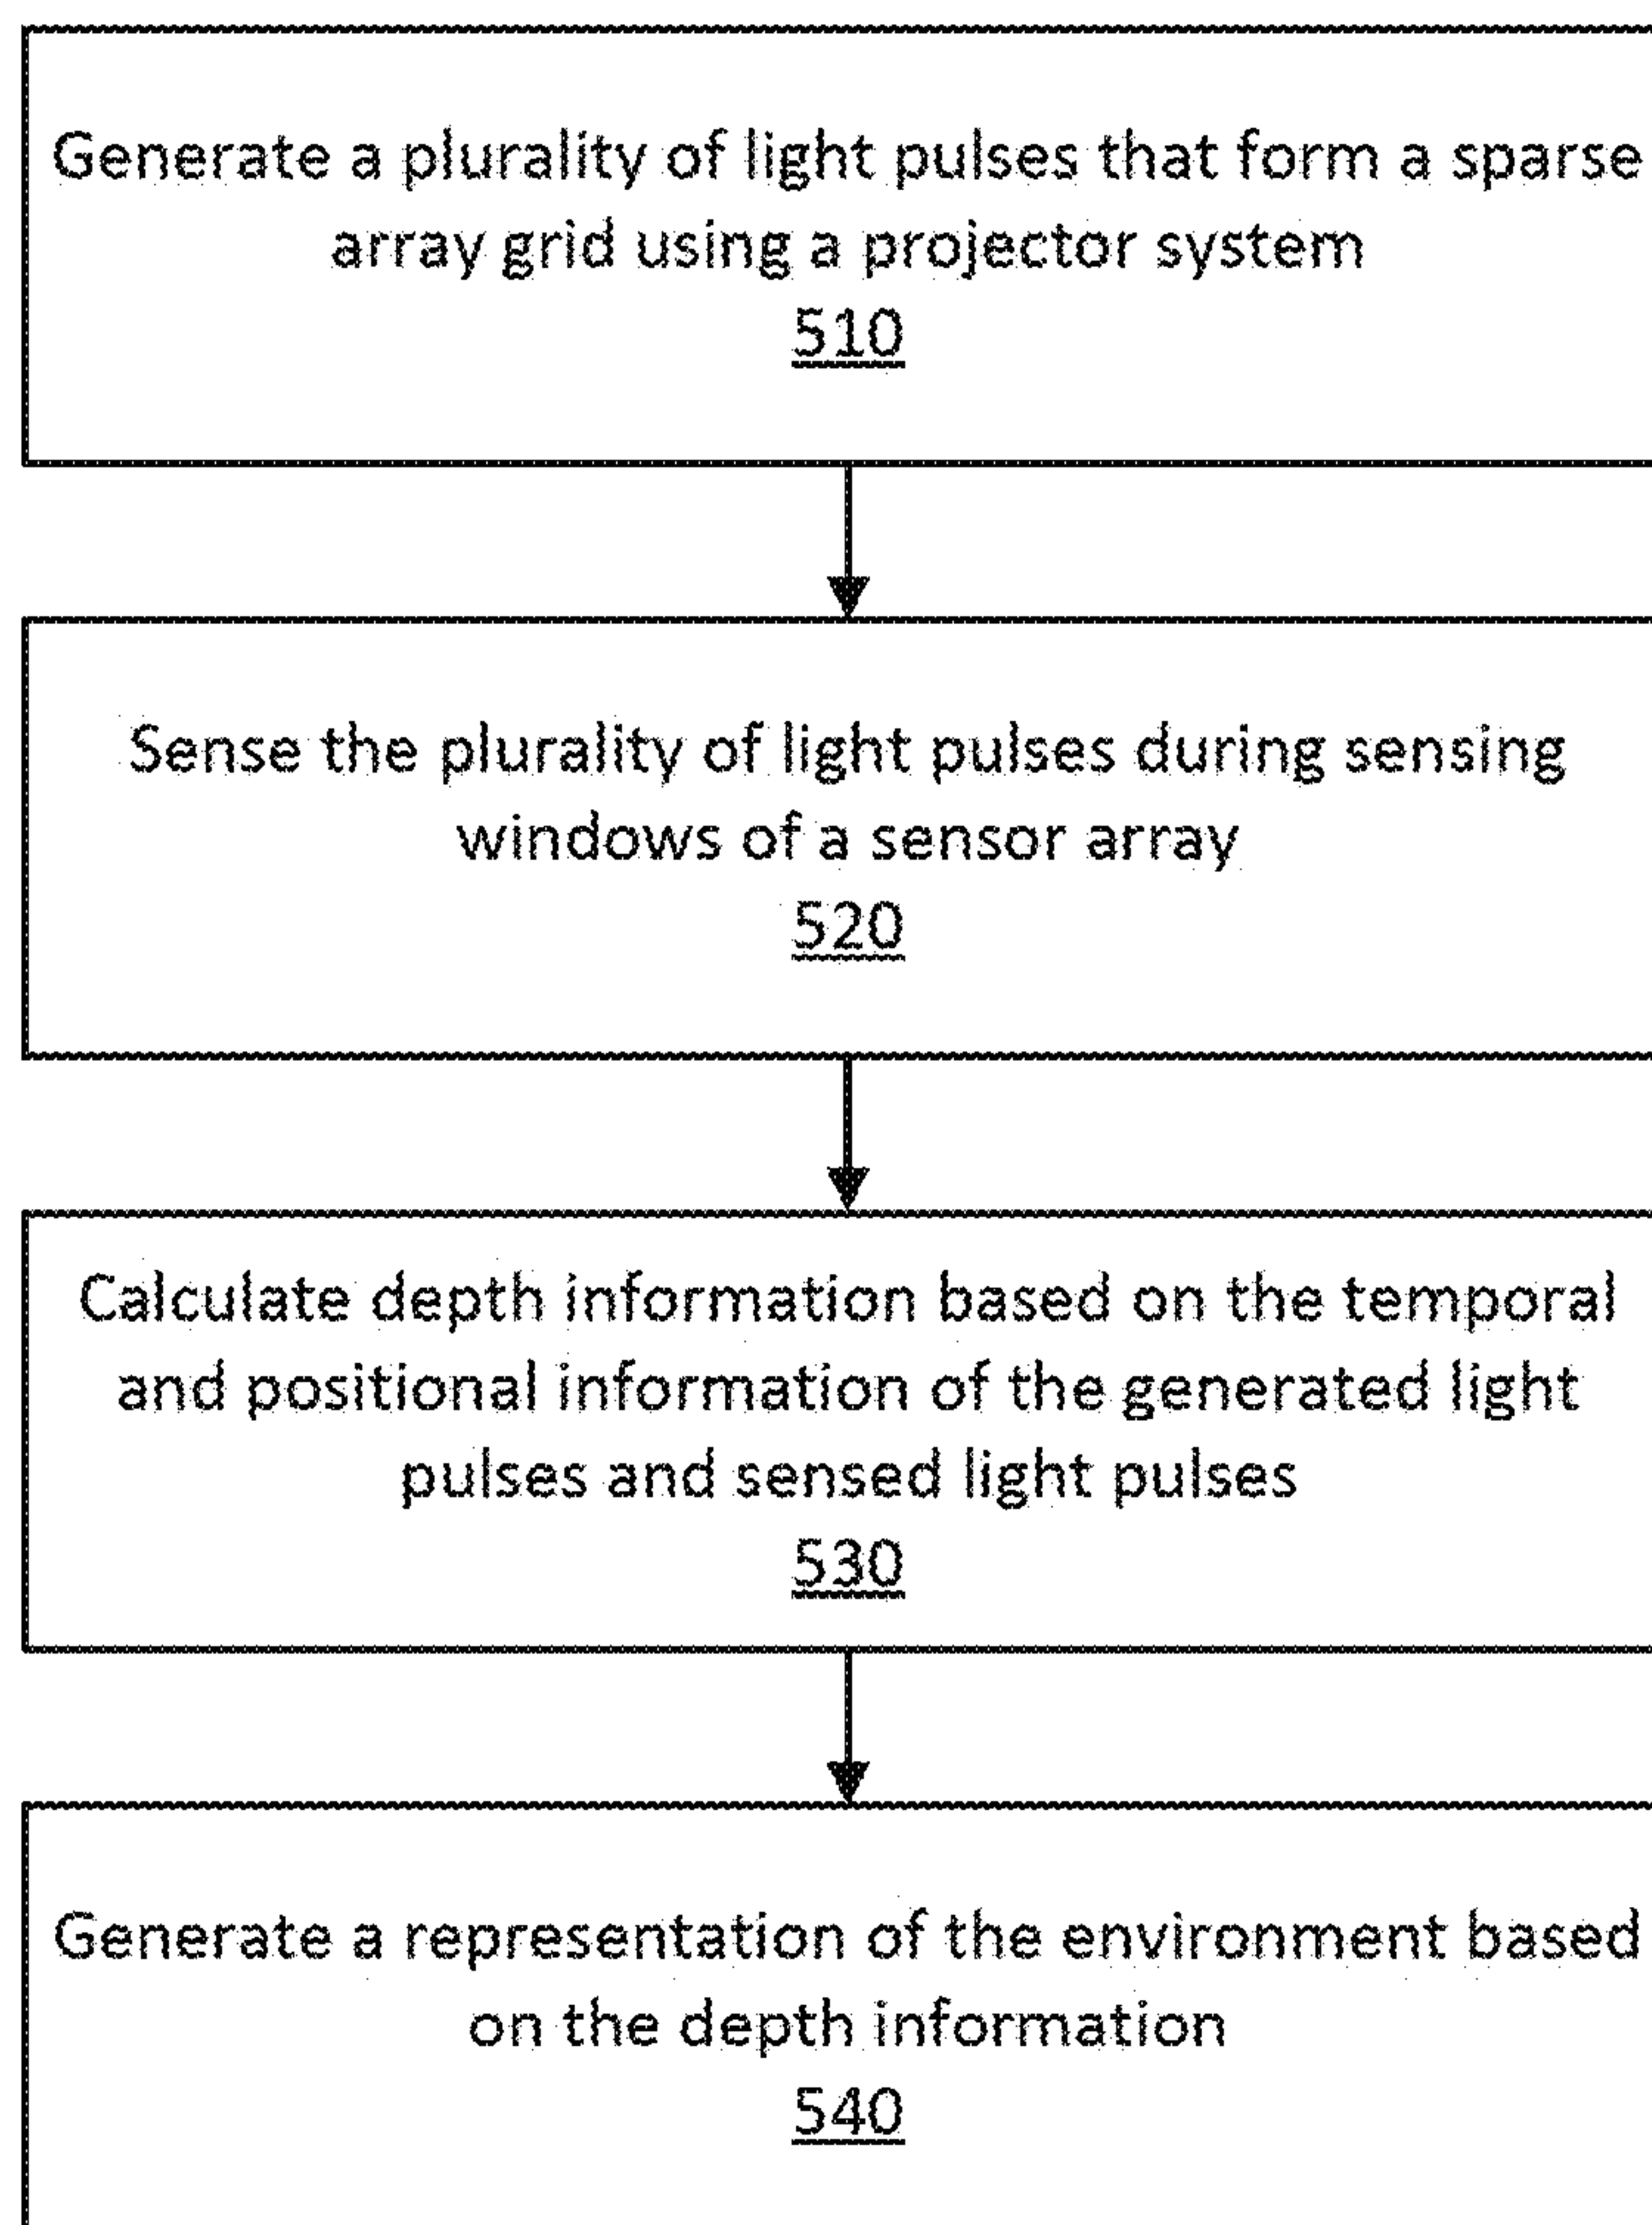 Generate a plurality of light pulses that form a sparse
array grid using a projector system
510
Sense the plurality of light pulses during sensing
windows of a sensor array
520
Calculate depth information based on the temporal
and positional information of the generated light
pulses and sensed light pulses
530
Generate a representation of the environment based
on the depth information
540